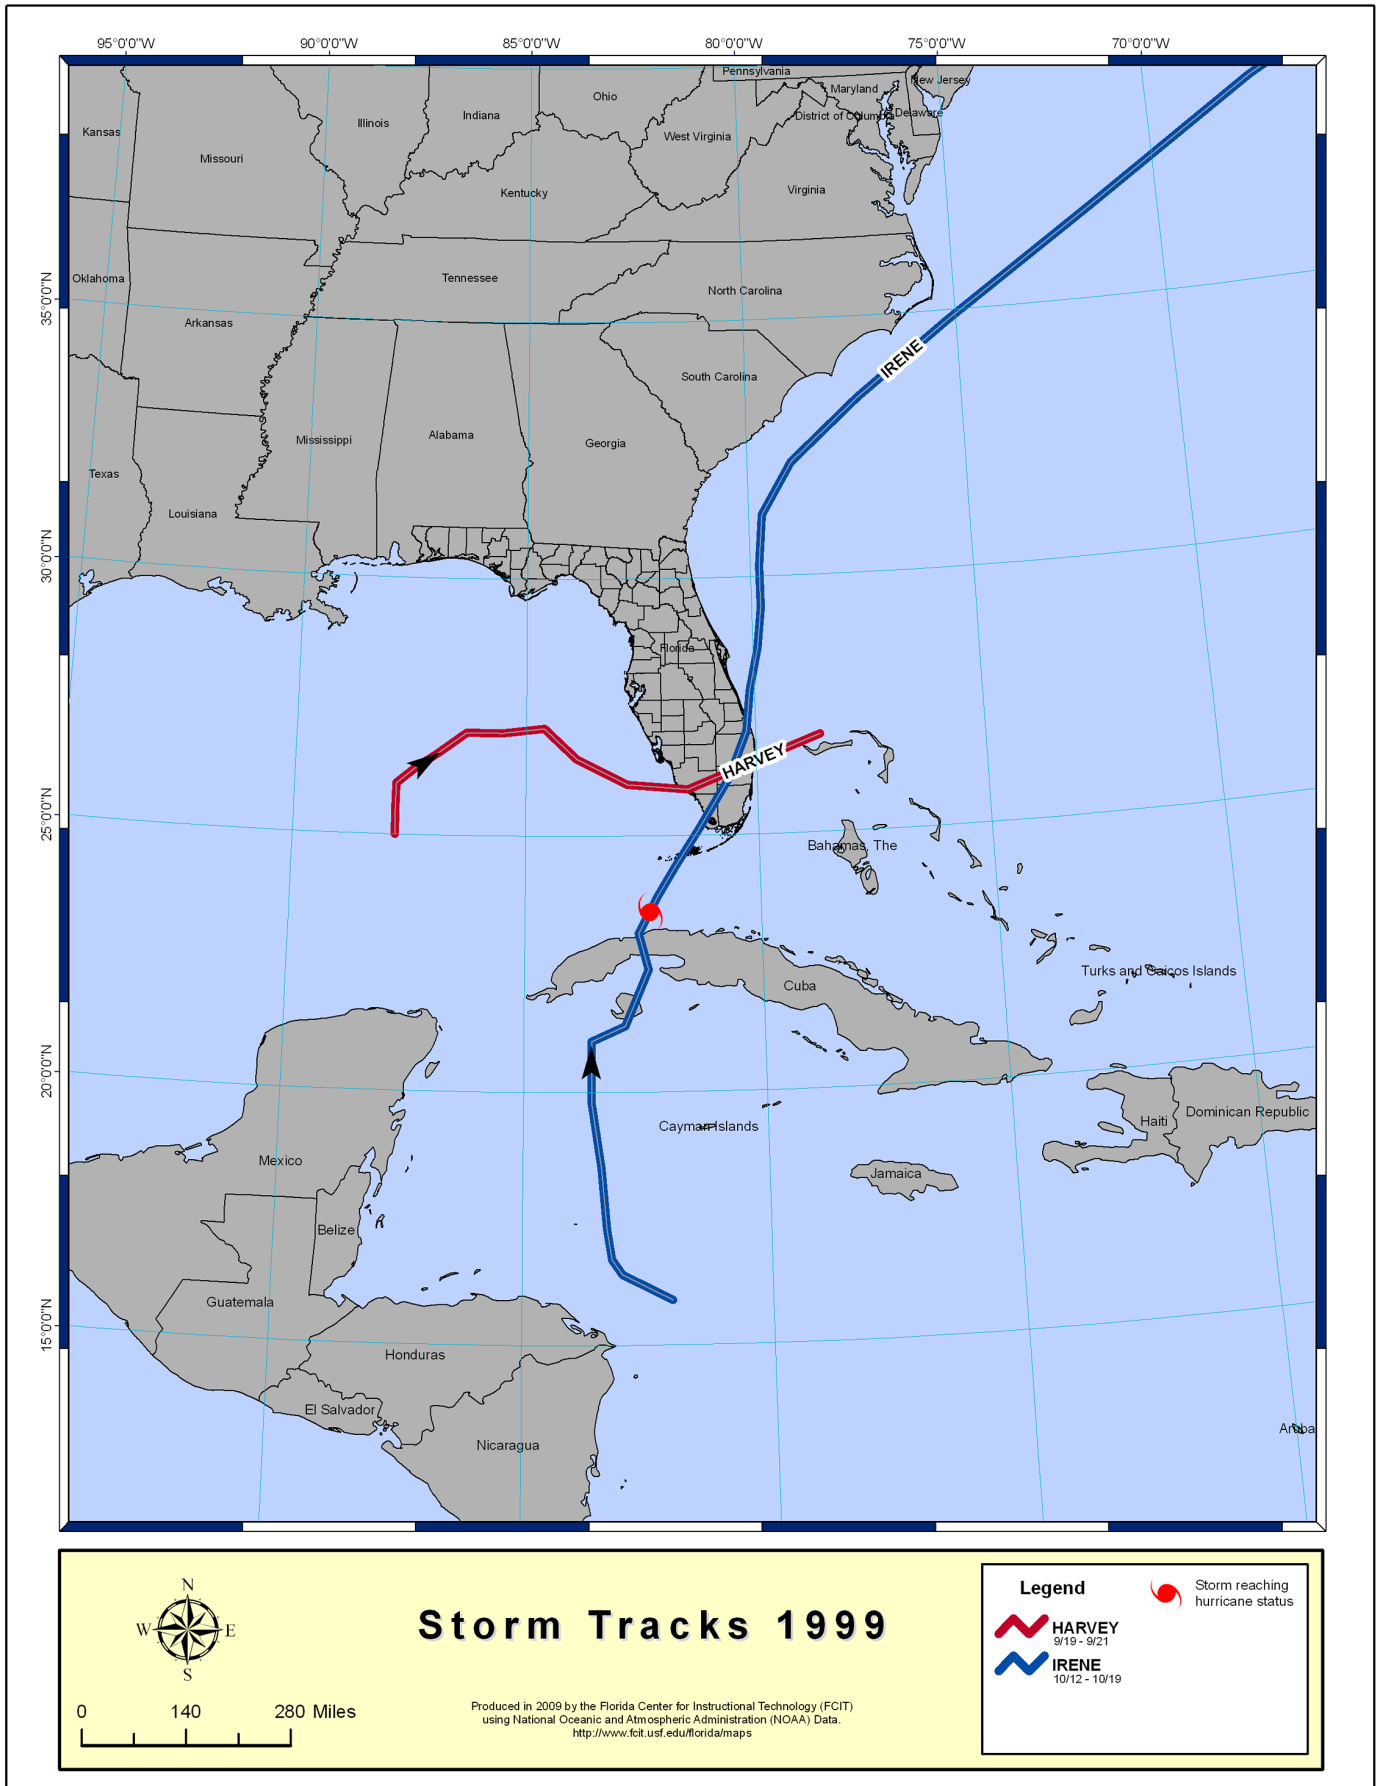 95°0'0"W 90°0'0"W 85°0'0"W 80°0'0"W 75°0'0"W 70°0'0"W
Pennsylvania
New Jersey
Ohio
Maryland
Indiana
Illinois
District of Columbia
Delaware
Kansas
West Virginia
Missouri
Virginia
Kentucky
Oklahoma
Tennessee
North Carolina
35°0'0"N
Arkansas
IRENE
South Carolina
Mississippi
Alabama
Georgia
Texas
Louisiana
30°0'0"N
Florida
HARVEY
25°0'0"N
Bahamas, The
Turks and Caicos Islands
Cuba
20°0'0"N
Dominican Republic
Haiti
Cayman Islands
Mexico
Jamaica
Belize
Guatemala
15°0'0"N
Honduras
El Salvador
Aruba
Nicaragua
N
W E
S
0 140 280 Miles
Storm Tracks 1999
Produced in 2009 by the Florida Center for Instructional Technology (FCIT)
using National Oceanic and Atmospheric Administration (NOAA) Data.
http://www.fcit.usf.edu/florida/maps
Legend
HARVEY
9/19 - 9/21
IRENE
10/12 - 10/19
Storm reaching
hurricane status